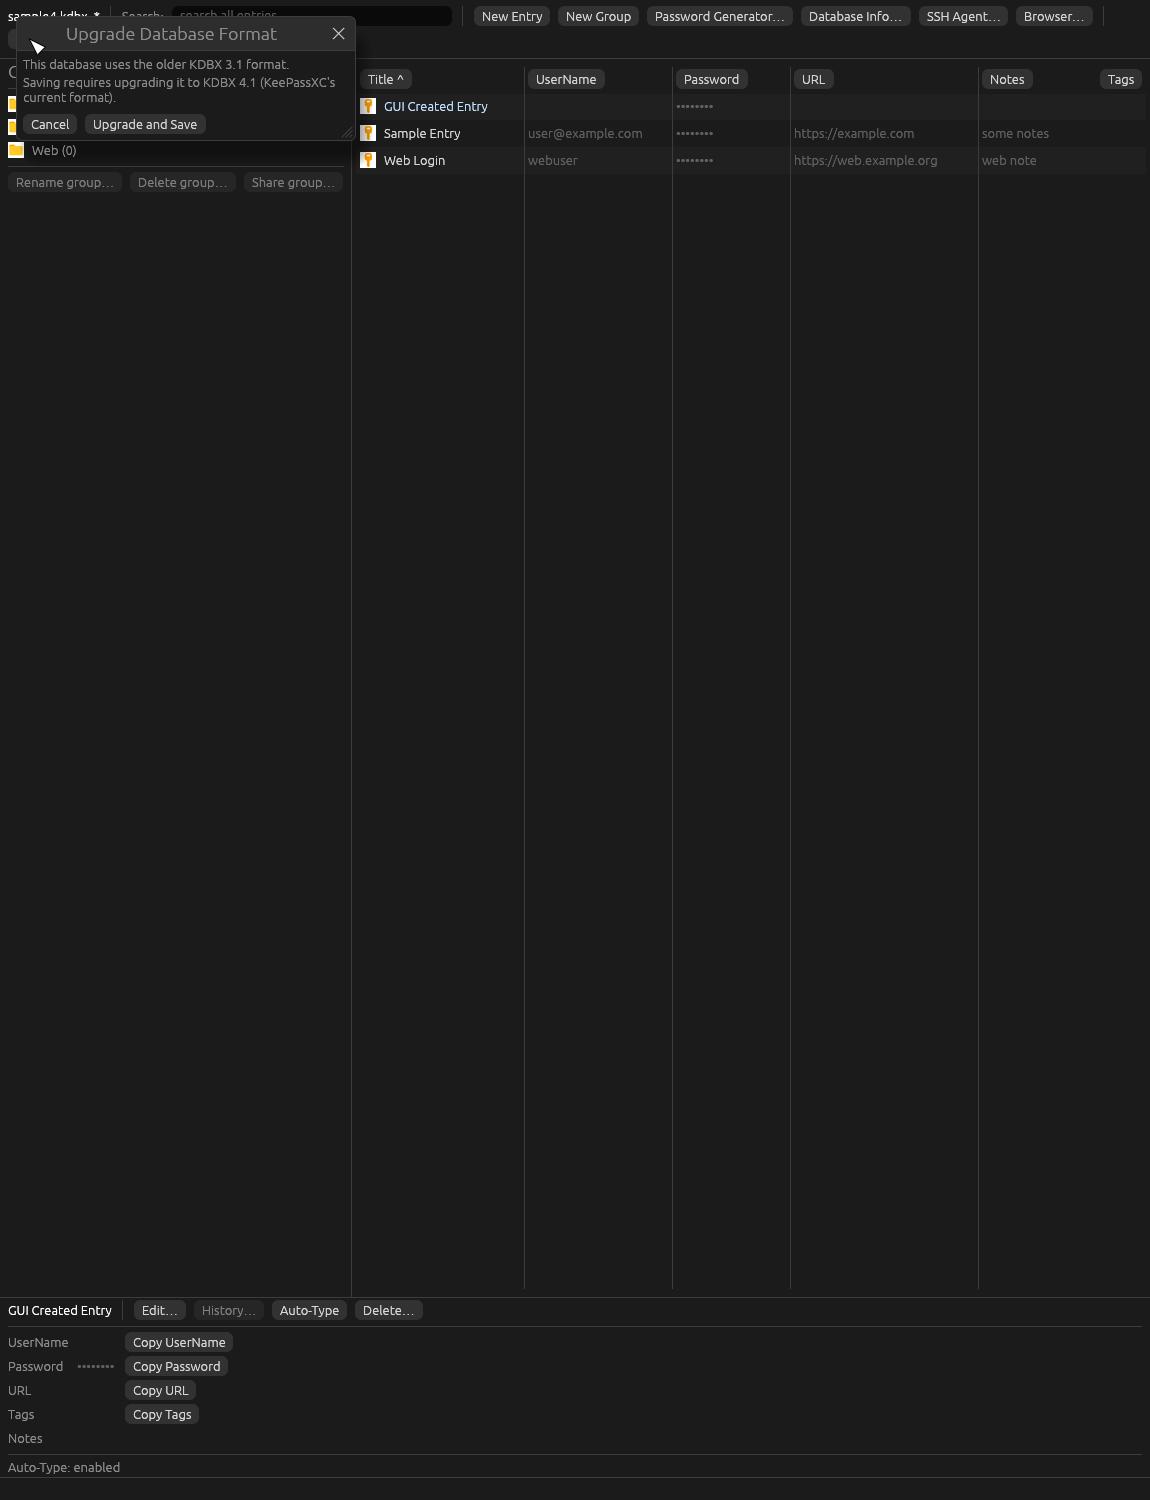 sample4.kdbx * Search: search all entries New Entry New Group Password Generator... Database Info... SSH Agent... Browser...
Upgrade Database Format
This database uses the older KDBX 3.1 format.
Saving requires upgrading it to KDBX 4.1 (KeePassXC's
current format).
Cancel Upgrade and Save
Web (0)
Rename group... Delete group... Share group...
Title ^ UserName Password URL Notes Tags
GUI Created Entry ••••••••
Sample Entry user@example.com •••••••• https://example.com some notes
Web Login webuser •••••••• https://web.example.org web note
GUI Created Entry Edit... History... Auto-Type Delete...
UserName Copy UserName
Password •••••••• Copy Password
URL Copy URL
Tags Copy Tags
Notes
Auto-Type: enabled